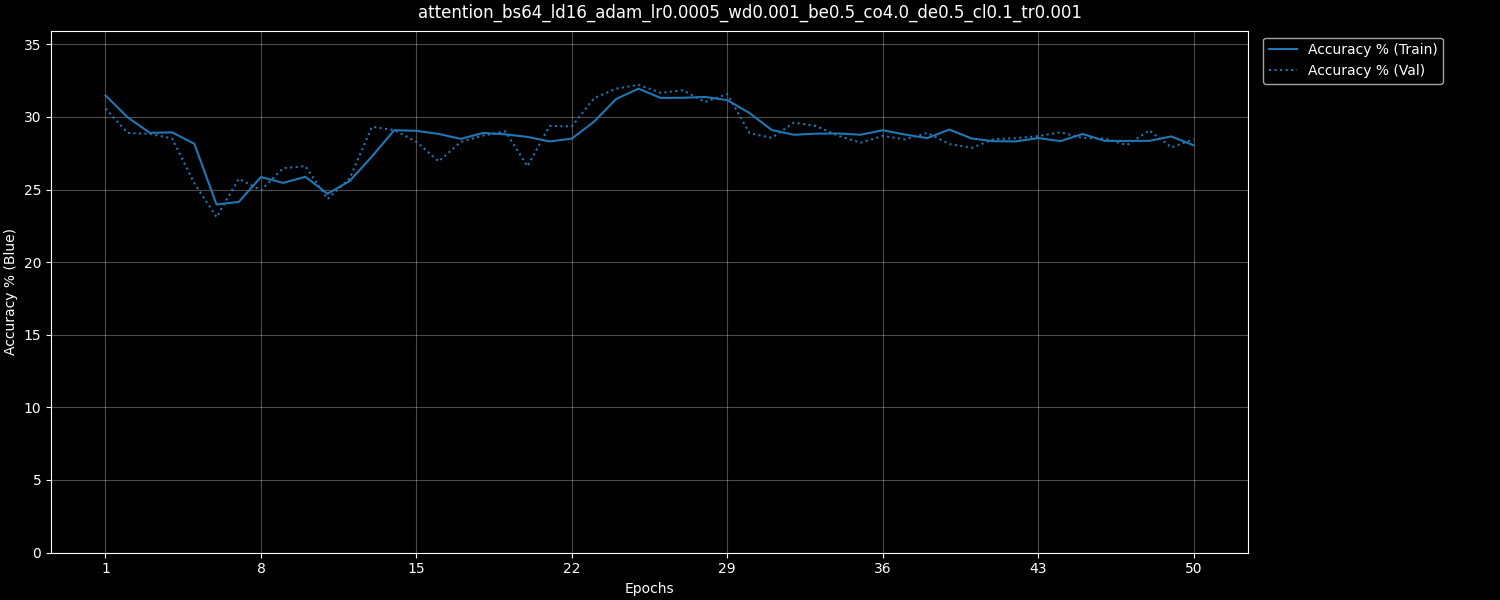 attention_bs64_ld16_adam_lr0.0005_wd0.001_be0.5_co4.0_de0.5_cl0.1_tr0.001
Accuracy % (Train)
Accuracy % (Val)
Accuracy % (Blue)
35
30
25
20
15
10
5
0
1 8 15 22 29 36 43 50
Epochs